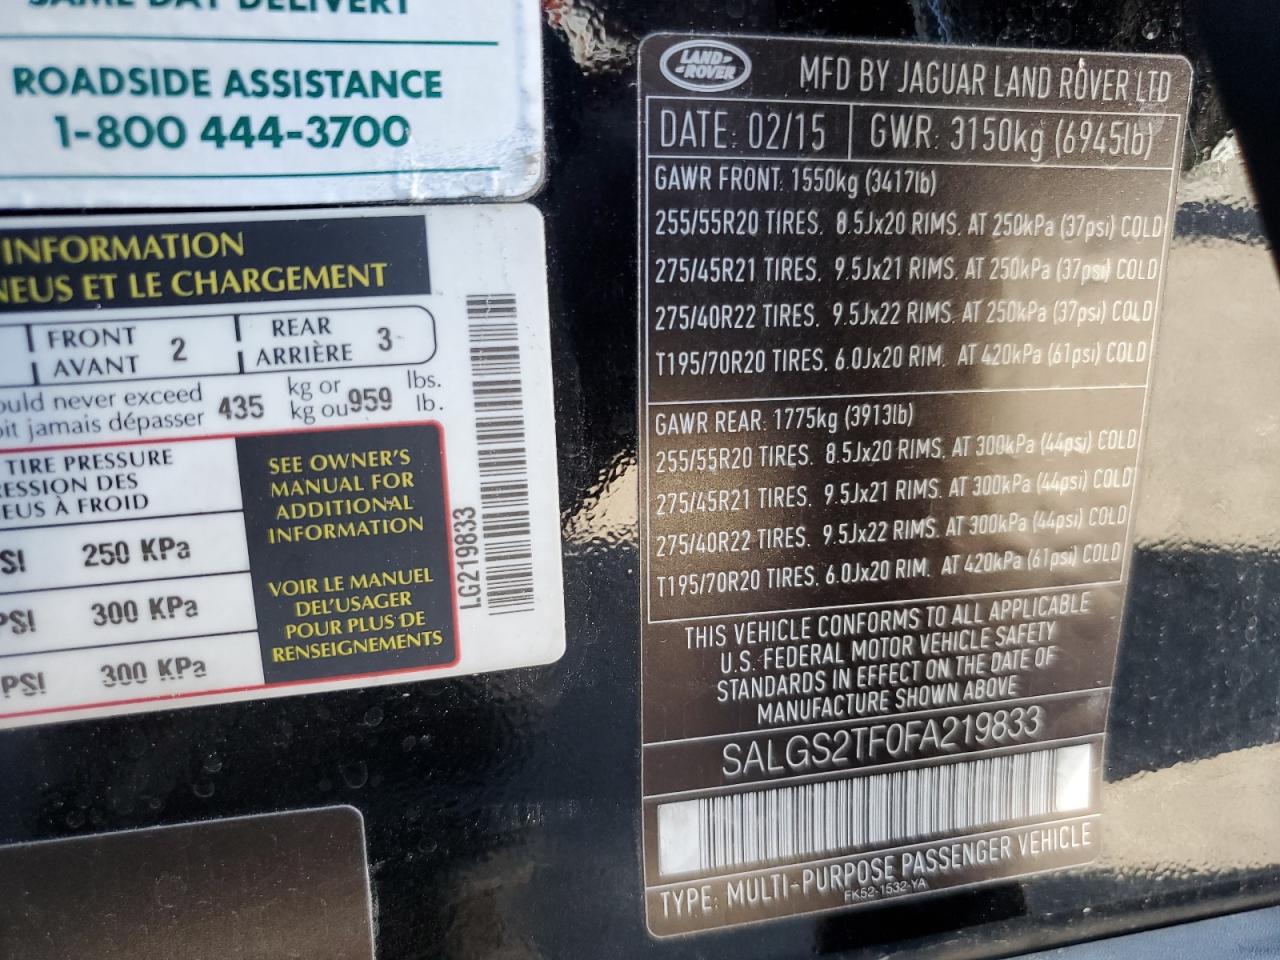 SAME DAY DELIVERY
ROADSIDE ASSISTANCE
1-800 444-3700
INFORMATION
NEUS ET LE CHARGEMENT
FRONT
AVANT 2
REAR
ARRIÈRE 3
ould never exceed
oit jamais dépasser 435 kg or
kg ou 959 lbs.
lb.
TIRE PRESSURE
RESSION DES
EUS À FROID
SI 250 KPa
PSI 300 KPa
PSI 300 KPa
SEE OWNER'S
MANUAL FOR
ADDITIONAL
INFORMATION
VOIR LE MANUEL
DEL'USAGER
POUR PLUS DE
RENSEIGNEMENTS
LG219833
LAND ROVER
MFD BY JAGUAR LAND ROVER LTD
DATE: 02/15 GWR: 3150kg (6945lb)
GAWR FRONT: 1550kg (3417lb)
255/55R20 TIRES. 8.5Jx20 RIMS. AT 250kPa (37psi) COLD
275/45R21 TIRES. 9.5Jx21 RIMS. AT 250kPa (37psi) COLD
275/40R22 TIRES. 9.5Jx22 RIMS. AT 250kPa (37psi) COLD
T195/70R20 TIRES. 6.0Jx20 RIM. AT 420kPa (61psi) COLD
GAWR REAR: 1775kg (3913lb)
255/55R20 TIRES. 8.5Jx20 RIMS. AT 300kPa (44psi) COLD
275/45R21 TIRES. 9.5Jx21 RIMS. AT 300kPa (44psi) COLD
275/40R22 TIRES. 9.5Jx22 RIMS. AT 300kPa (44psi) COLD
T195/70R20 TIRES. 6.0Jx20 RIM. AT 420kPa (61psi) COLD
THIS VEHICLE CONFORMS TO ALL APPLICABLE
U.S. FEDERAL MOTOR VEHICLE SAFETY
STANDARDS IN EFFECT ON THE DATE OF
MANUFACTURE SHOWN ABOVE
SALGS2TF0FA219833
TYPE: MULTI-PURPOSE PASSENGER VEHICLE
FK52-1532-YA